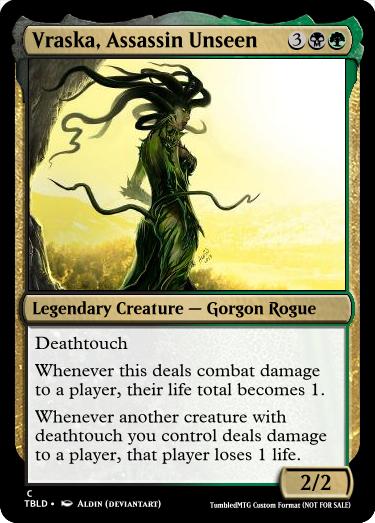 Vraska, Assassin Unseen 3
Legendary Creature — Gorgon Rogue
Deathtouch
Whenever this deals combat damage
to a player, their life total becomes 1.
Whenever another creature with
deathtouch you control deals damage
to a player, that player loses 1 life.
2/2
C
TBLD • ALDIN (DEVIANTART)
TumbledMTG Custom Format (NOT FOR SALE)